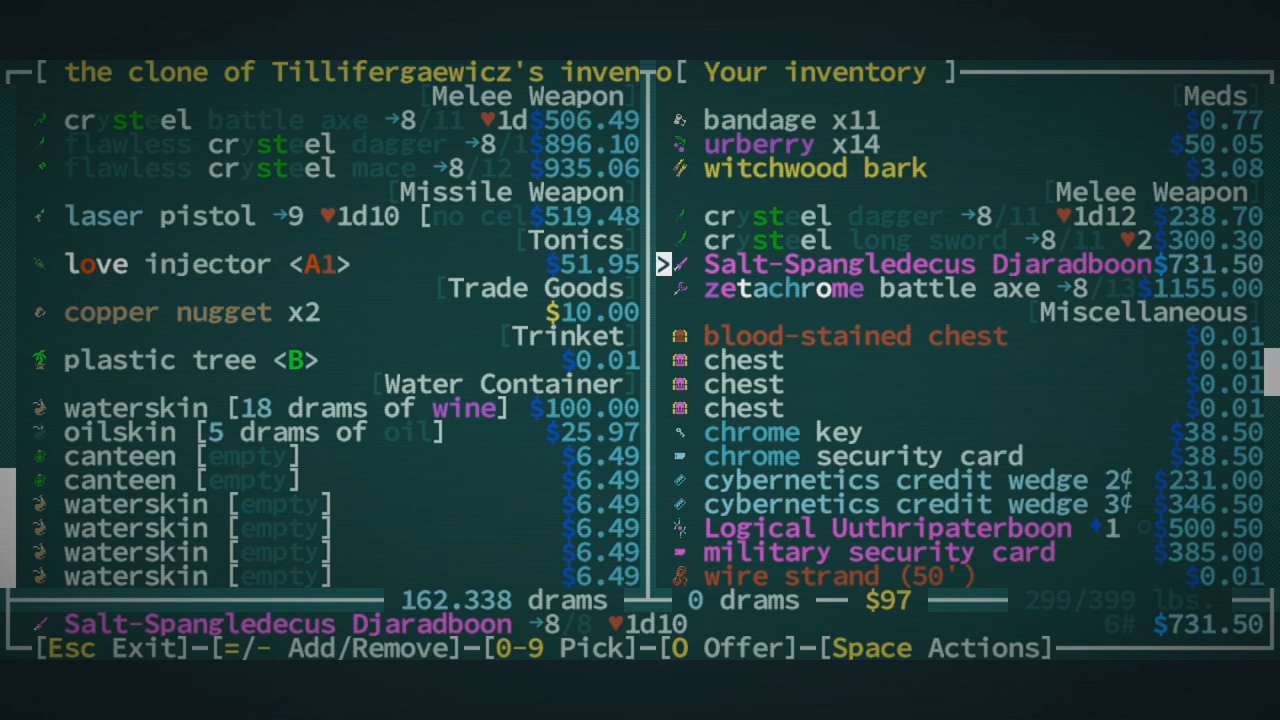 [ the clone of Tillifergaewicz's inven
[Melee Weapon]
crysteel battle axe →8/11 ♥1d $506.49
flawless crysteel dagger →8/1 $896.10
flawless crysteel mace →8/12 $935.06
[Missile Weapon]
laser pistol →9 ♥1d10 [no cel $519.48
[Tonics]
love injector <A1> $51.95
[Trade Goods]
copper nugget x2 $10.00
[Trinket]
plastic tree <B> $0.01
[Water Container]
waterskin [18 drams of wine] $100.00
oilskin [5 drams of oil] $25.97
canteen [empty] $6.49
canteen [empty] $6.49
waterskin [empty] $6.49
waterskin [empty] $6.49
waterskin [empty] $6.49
waterskin [empty] $6.49
162.338 drams
o[ Your inventory ]
[Meds]
bandage x11 $0.77
urberry x14 $50.05
witchwood bark $3.08
[Melee Weapon]
crysteel dagger →8/11 ♥1d12 $238.70
crysteel long sword →8/11 ♥2 $300.30
> Salt-Spangledecus Djaradboon $731.50
zetachrome battle axe →8/13 $1155.00
[Miscellaneous]
blood-stained chest $0.01
chest $0.01
chest $0.01
chest $0.01
chrome key $38.50
chrome security card $38.50
cybernetics credit wedge 2¢ $231.00
cybernetics credit wedge 3¢ $346.50
Logical Uuthripaterboon ♦1 ○ $500.50
military security card $385.00
wire strand (50') $0.01
0 drams — $97 299/399 lbs.
Salt-Spangledecus Djaradboon →8/8 ♥1d10 6# $731.50
[Esc Exit]—[=/- Add/Remove]—[0-9 Pick]—[O Offer]—[Space Actions]